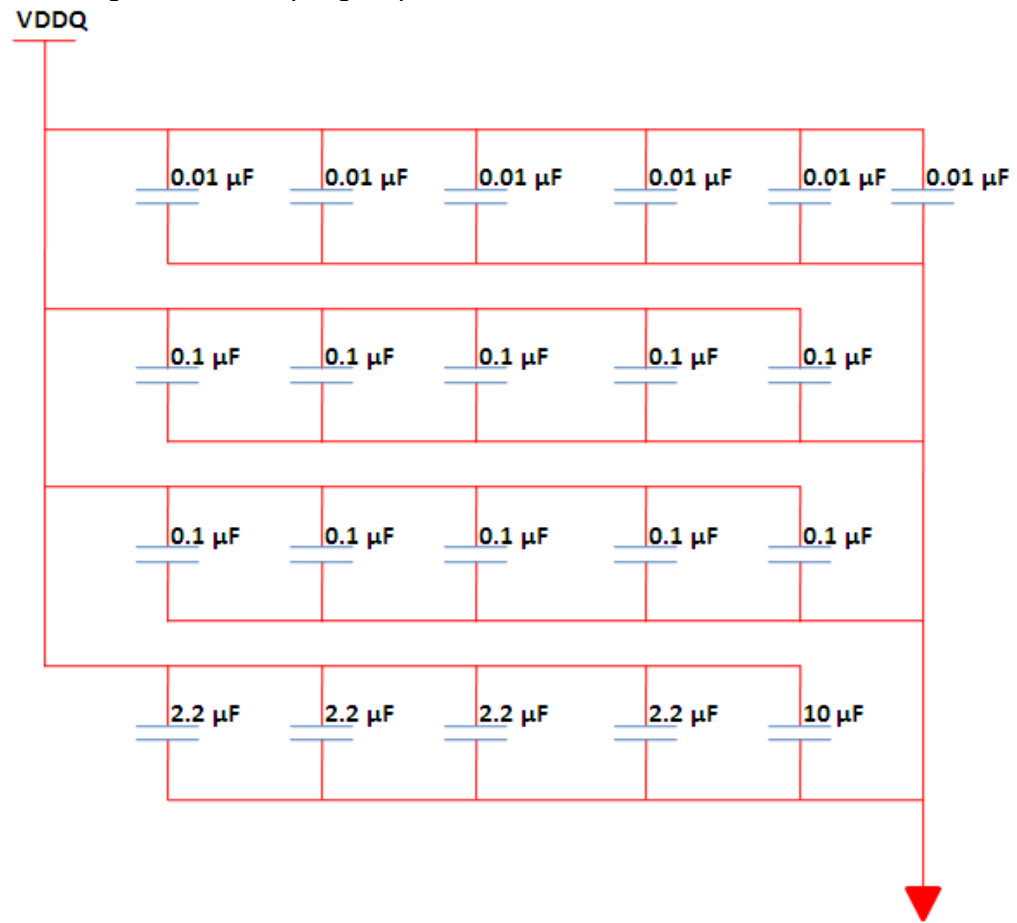 VDDQ
0.01 µF 0.01 µF 0.01 µF 0.01 µF 0.01 µF 0.01 µF
0.1 µF 0.1 µF 0.1 µF 0.1 µF 0.1 µF
0.1 µF 0.1 µF 0.1 µF 0.1 µF 0.1 µF
2.2 µF 2.2 µF 2.2 µF 2.2 µF 10 µF